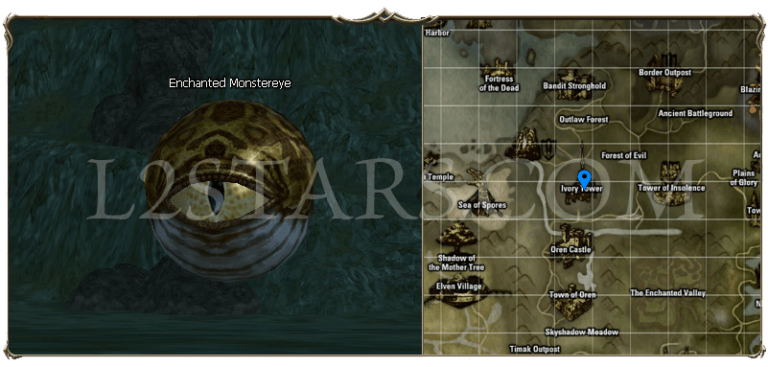 Enchanted Monstereye
L2STARS.COM
Harbor
Fortress
of the Dead
Bandit Stronghold
Border Outpost
Outlaw Forest
Ancient Battleground
Forest of Evil
Ivory Tower
Tower of Insolence
Plains
of Glory
Sea of Spores
Oren Castle
Shadow of
the Mother Tree
Elven Village
Town of Oren
The Enchanted Valley
Skyshadow Meadow
Timak Outpost